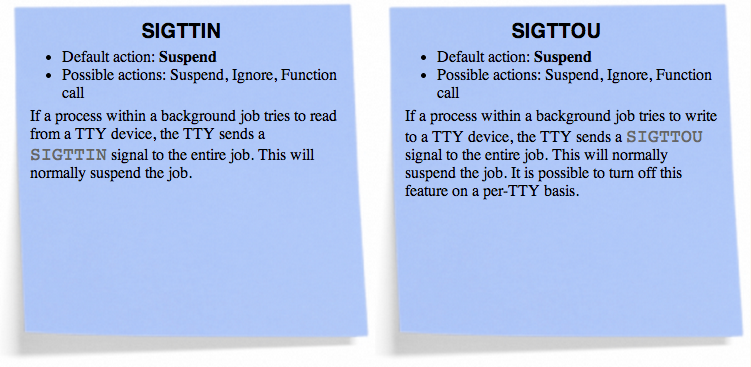 SIGTTIN
• Default action: Suspend
• Possible actions: Suspend, Ignore, Function
call
If a process within a background job tries to read
from a TTY device, the TTY sends a
SIGTTIN signal to the entire job. This will
normally suspend the job.
SIGTTOU
• Default action: Suspend
• Possible actions: Suspend, Ignore, Function
call
If a process within a background job tries to write
to a TTY device, the TTY sends a SIGTTOU
signal to the entire job. This will normally
suspend the job. It is possible to turn off this
feature on a per-TTY basis.